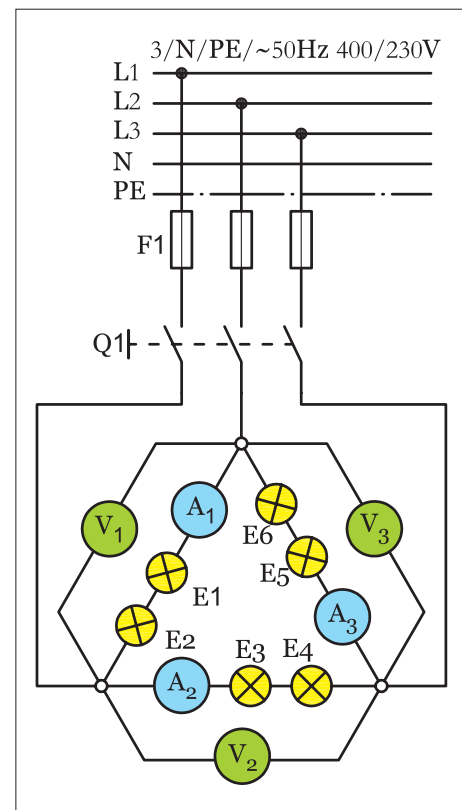 3/N/PE/~50Hz 400/230V
L1
L2
L3
N
PE
F1
Q1
A₁
E6
V₁
V₃
E5
E1
A₃
E2
E3
E4
A₂
V₂